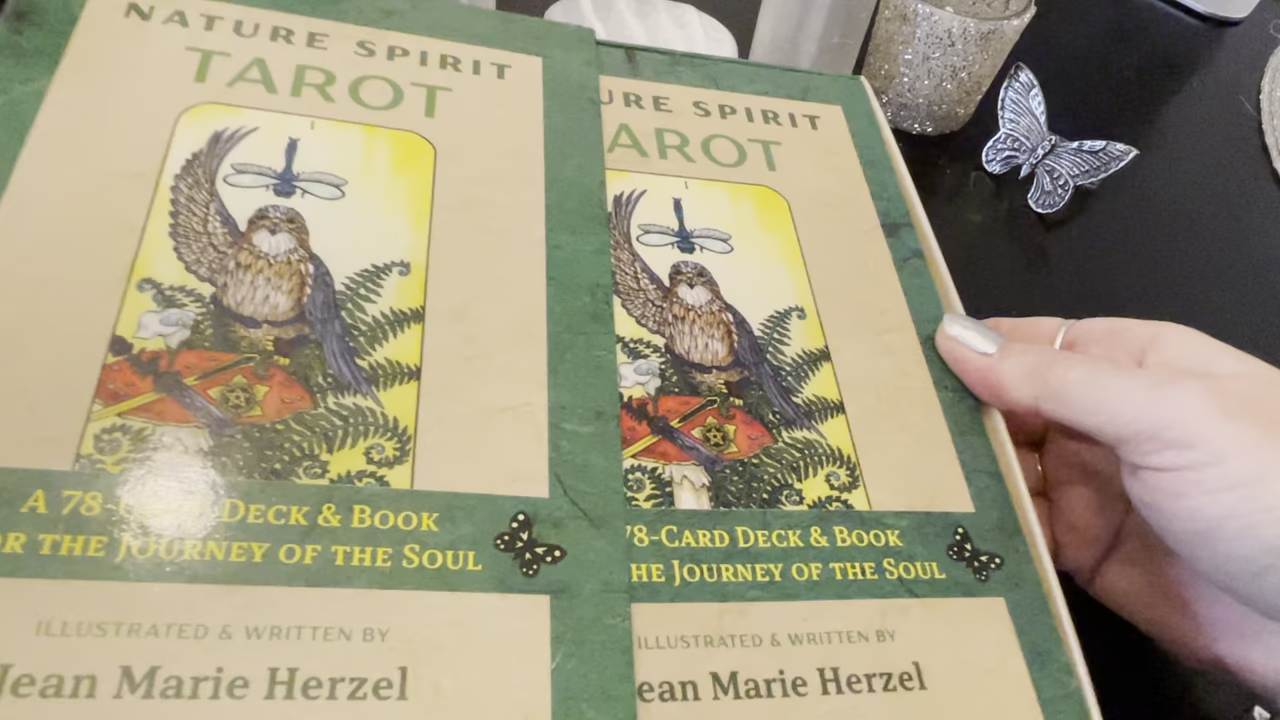 NATURE SPIRIT
TAROT
I
A 78- DECK & BOOK
OR THE JOURNEY OF THE SOUL
ILLUSTRATED & WRITTEN BY
Jean Marie Herzel
URE SPIRIT
AROT
I
78-CARD DECK & BOOK
HE JOURNEY OF THE SOUL
ILLUSTRATED & WRITTEN BY
ean Marie Herzel